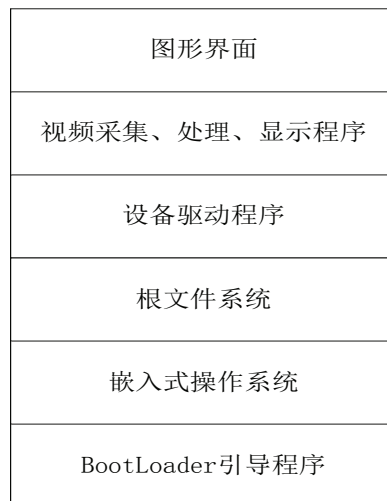 图形界面
视频采集、处理、显示程序
设备驱动程序
根文件系统
嵌入式操作系统
BootLoader引导程序